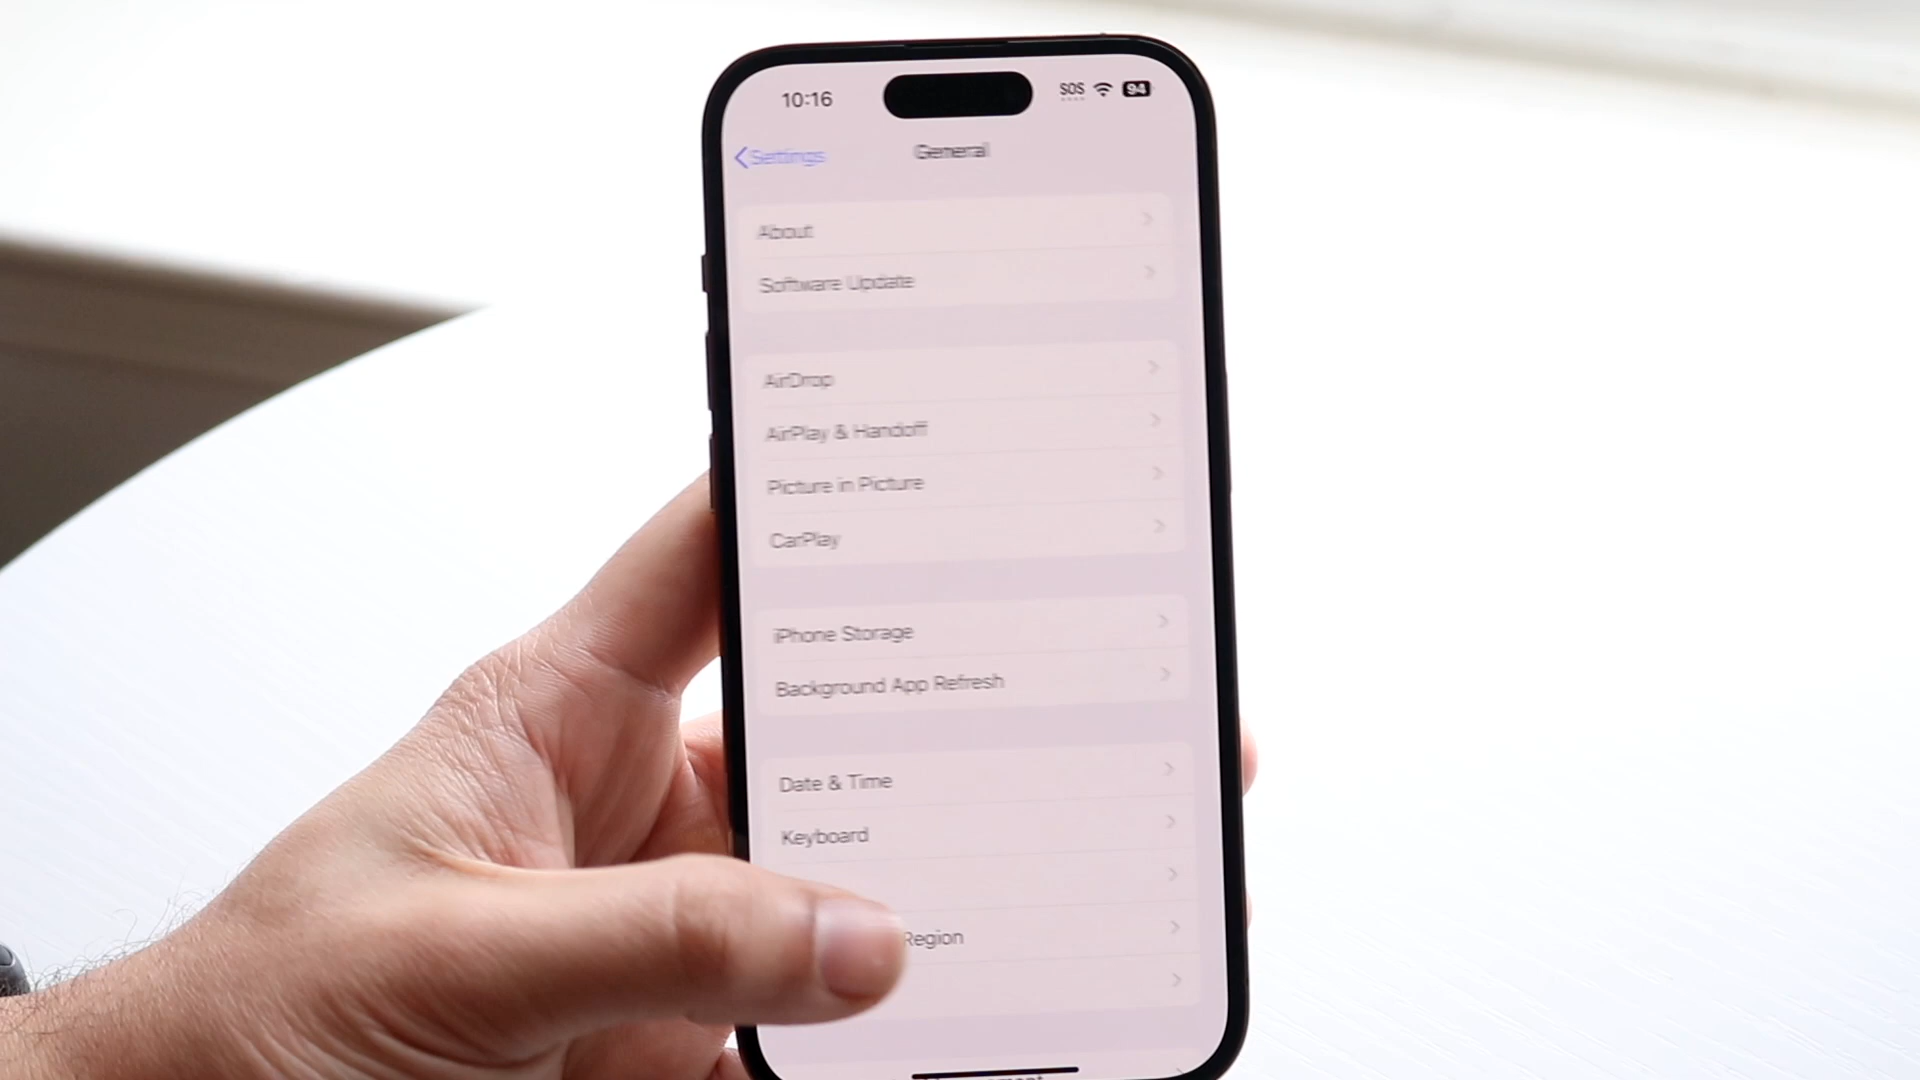 10:16 SOS 94
Settings General
About
Software Update
AirDrop
AirPlay & Handoff
Picture in Picture
CarPlay
iPhone Storage
Background App Refresh
Date & Time
Keyboard
Region